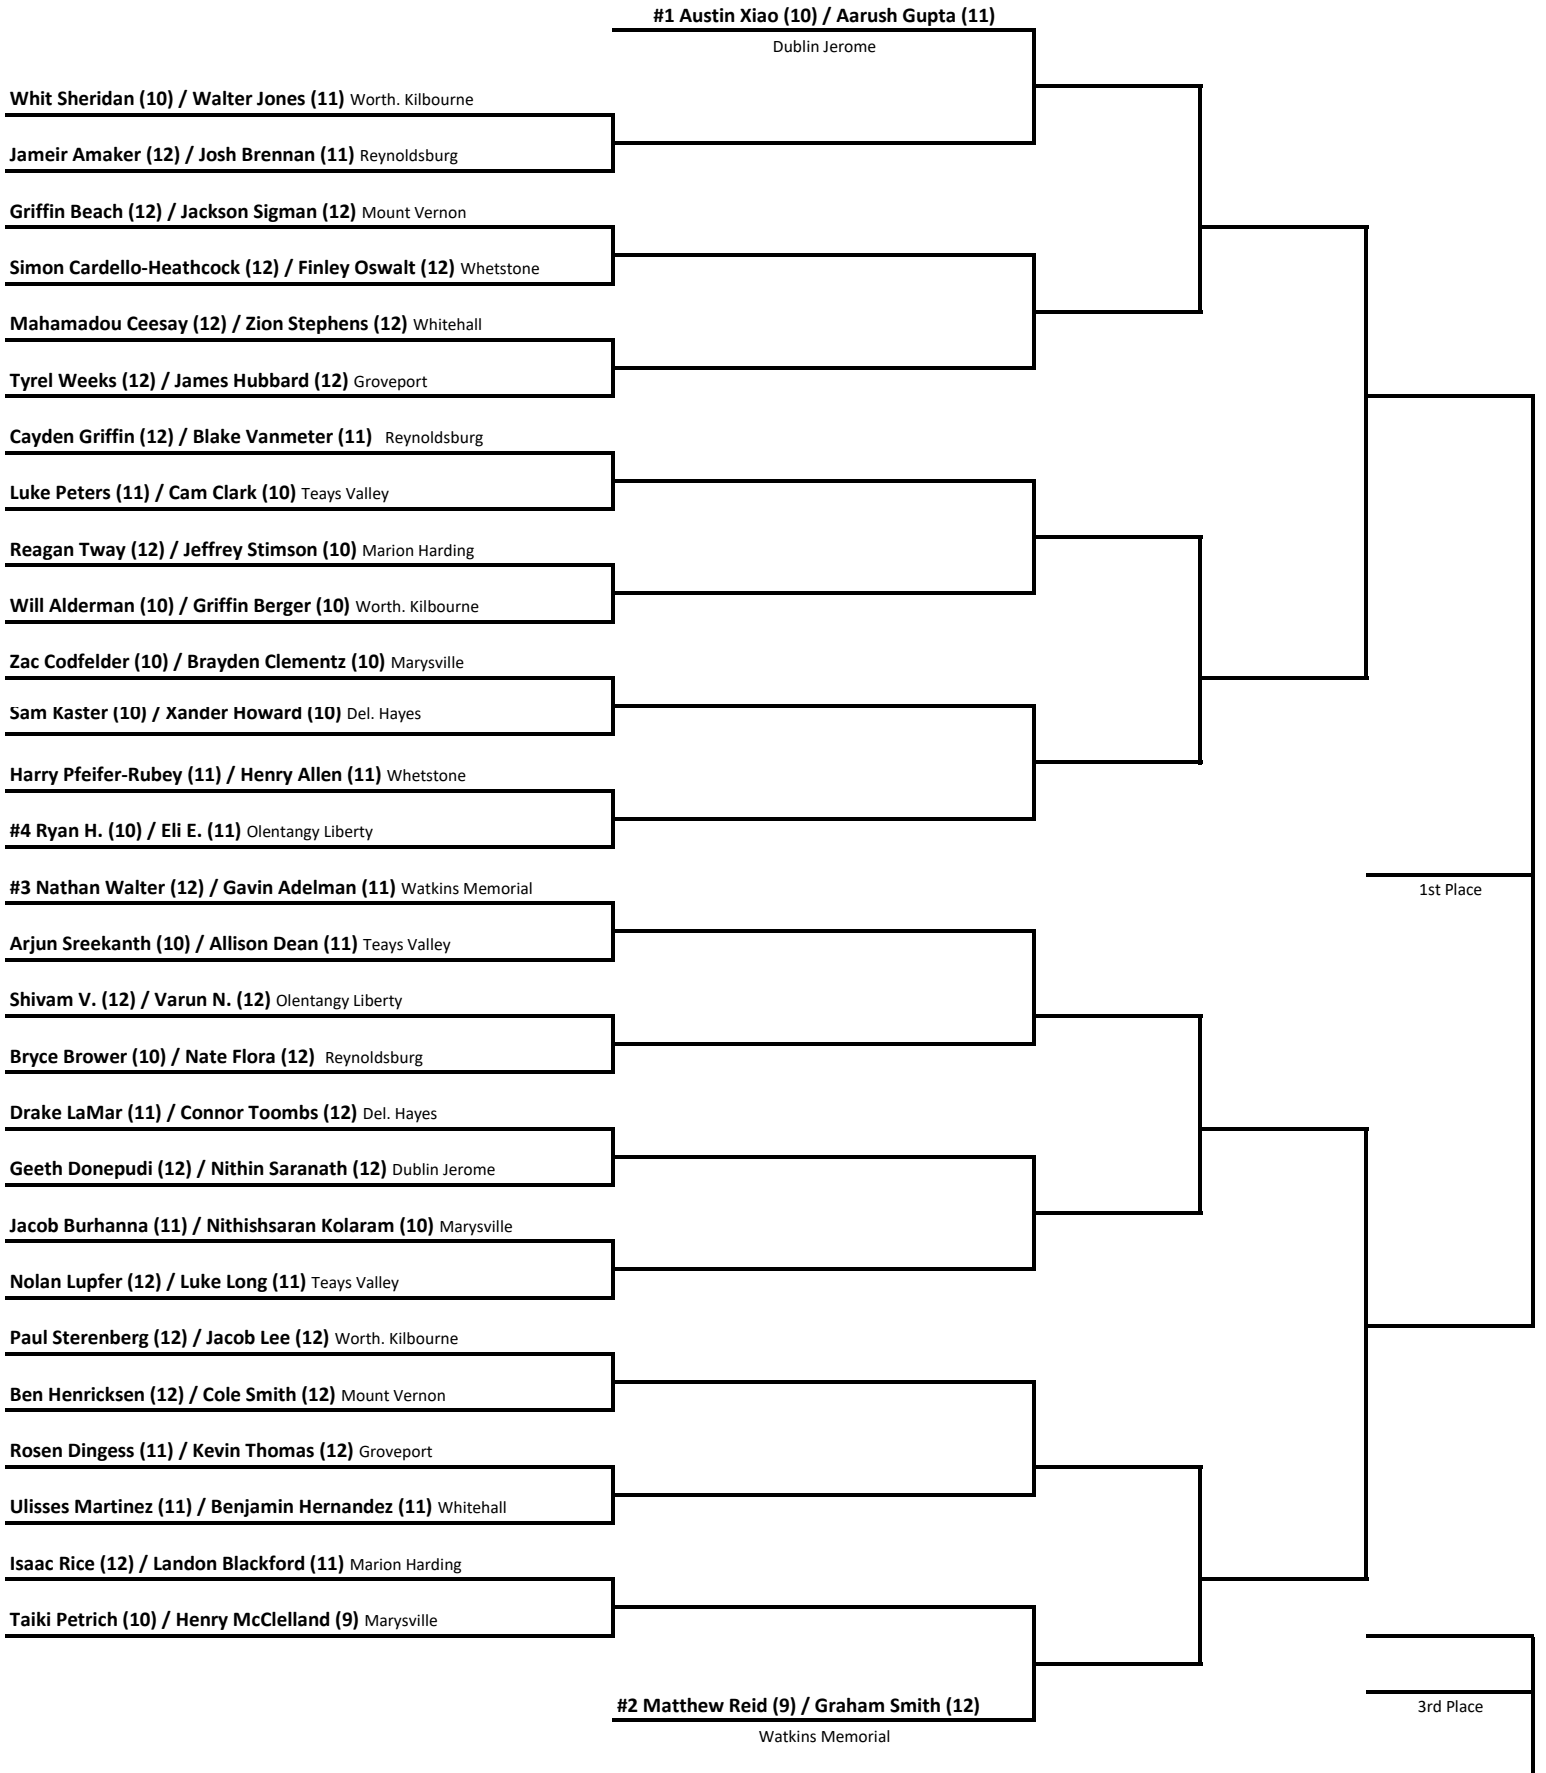 #1 Austin Xiao (10) / Aarush Gupta (11)
Dublin Jerome
Whit Sheridan (10) / Walter Jones (11) Worth. Kilbourne
Jameir Amaker (12) / Josh Brennan (11) Reynoldsburg
Griffin Beach (12) / Jackson Sigman (12) Mount Vernon
Simon Cardello-Heathcock (12) / Finley Oswalt (12) Whetstone
Mahamadou Ceesay (12) / Zion Stephens (12) Whitehall
Tyrel Weeks (12) / James Hubbard (12) Groveport
Cayden Griffin (12) / Blake Vanmeter (11) Reynoldsburg
Luke Peters (11) / Cam Clark (10) Teays Valley
Reagan Tway (12) / Jeffrey Stimson (10) Marion Harding
Will Alderman (10) / Griffin Berger (10) Worth. Kilbourne
Zac Codfelder (10) / Brayden Clementz (10) Marysville
Sam Kaster (10) / Xander Howard (10) Del. Hayes
Harry Pfeifer-Rubey (11) / Henry Allen (11) Whetstone
#4 Ryan H. (10) / Eli E. (11) Olentangy Liberty
#3 Nathan Walter (12) / Gavin Adelman (11) Watkins Memorial
1st Place
Arjun Sreekanth (10) / Allison Dean (11) Teays Valley
Shivam V. (12) / Varun N. (12) Olentangy Liberty
Bryce Brower (10) / Nate Flora (12) Reynoldsburg
Drake LaMar (11) / Connor Toombs (12) Del. Hayes
Geeth Donepudi (12) / Nithin Saranath (12) Dublin Jerome
Jacob Burhanna (11) / Nithishsaran Kolaram (10) Marysville
Nolan Lupfer (12) / Luke Long (11) Teays Valley
Paul Sterenberg (12) / Jacob Lee (12) Worth. Kilbourne
Ben Henricksen (12) / Cole Smith (12) Mount Vernon
Rosen Dingess (11) / Kevin Thomas (12) Groveport
Ulisses Martinez (11) / Benjamin Hernandez (11) Whitehall
Isaac Rice (12) / Landon Blackford (11) Marion Harding
Taiki Petrich (10) / Henry McClelland (9) Marysville
#2 Matthew Reid (9) / Graham Smith (12)
3rd Place
Watkins Memorial